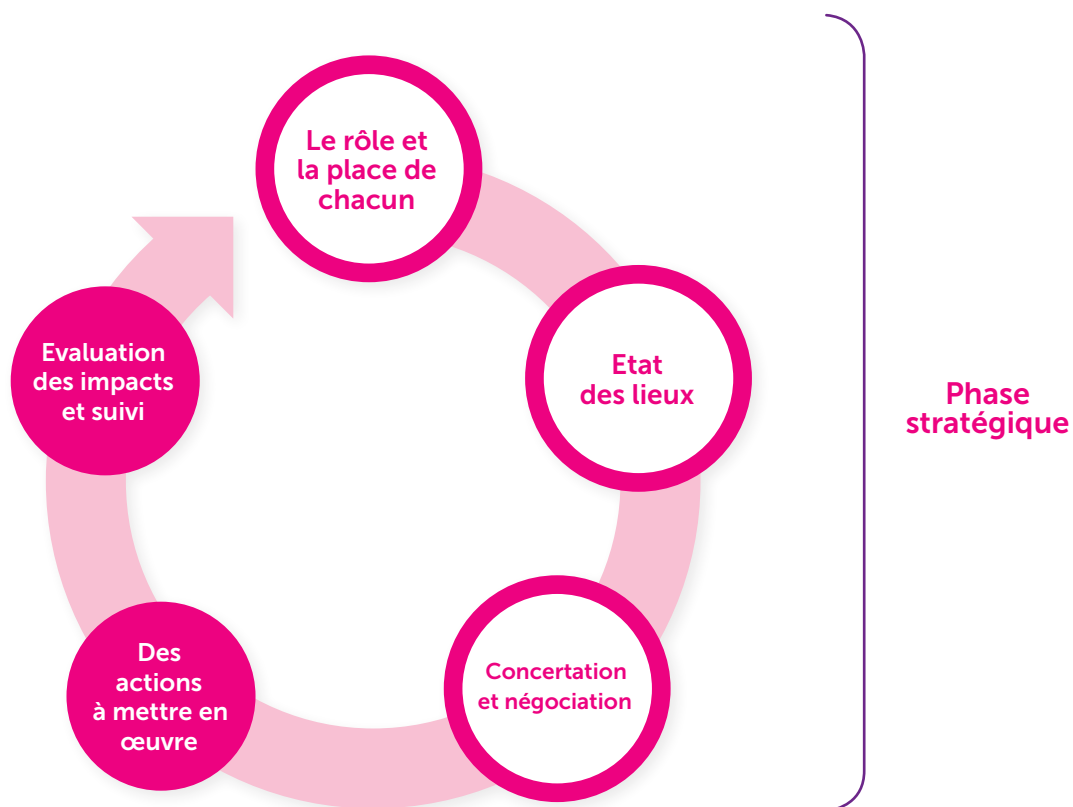 Le rôle et
la place de
chacun
Etat
des lieux
Concertation
et négociation
Des
actions
à mettre en
œuvre
Evaluation
des impacts
et suivi
Phase
stratégique